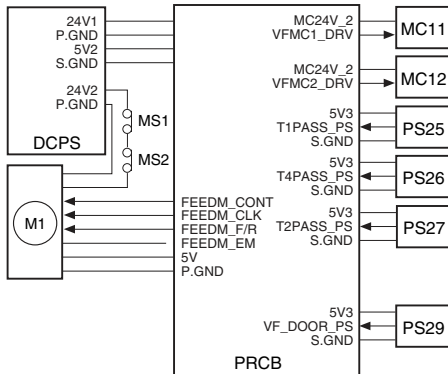 24V1
P.GND
5V2
S.GND
24V2
P.GND
DCPS
MS1
MS2
M1
FEEDM_CONT
FEEDM_CLK
FEEDM_F/R
FEEDM_EM
5V
P.GND
PRCB
MC24V_2
VFMC1_DRV
MC11
MC24V_2
VFMC2_DRV
MC12
5V3
T1PASS_PS
S.GND
PS25
5V3
T4PASS_PS
S.GND
PS26
5V3
T2PASS_PS
S.GND
PS27
5V3
VF_DOOR_PS
S.GND
PS29